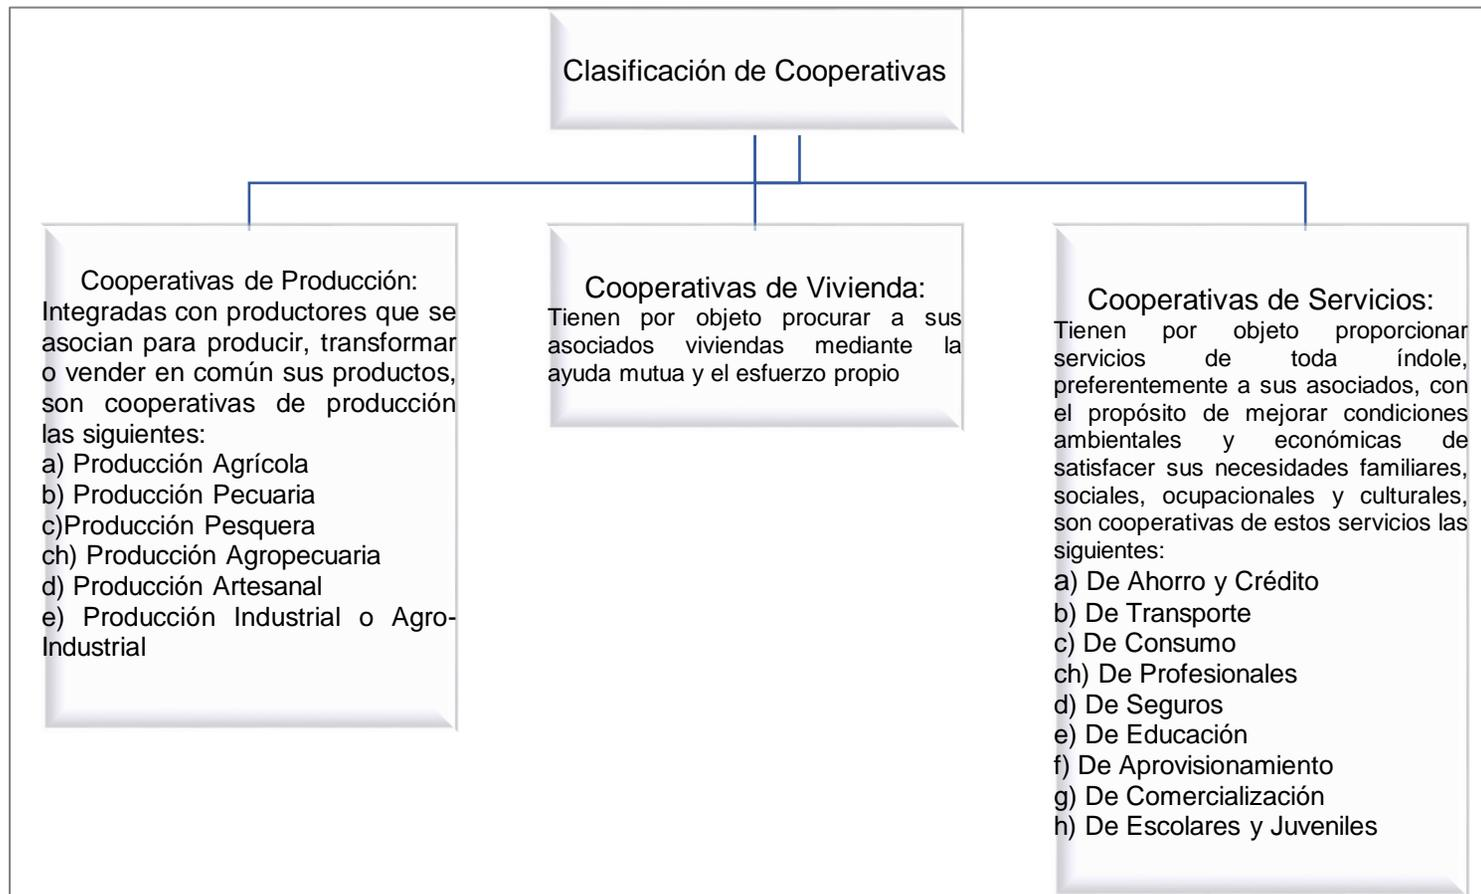 Clasificación de Cooperativas
Cooperativas de Producción:
Integradas con productores que se
asocian para producir, transformar
o vender en común sus productos,
son cooperativas de producción
las siguientes:
a) Producción Agrícola
b) Producción Pecuaria
c)Producción Pesquera
ch) Producción Agropecuaria
d) Producción Artesanal
e) Producción Industrial o Agro-
Industrial
Cooperativas de Vivienda:
Tienen por objeto procurar a sus
asociados viviendas mediante la
ayuda mutua y el esfuerzo propio
Cooperativas de Servicios:
Tienen por objeto proporcionar
servicios de toda índole,
preferentemente a sus asociados, con
el propósito de mejorar condiciones
ambientales y económicas de
satisfacer sus necesidades familiares,
sociales, ocupacionales y culturales,
son cooperativas de estos servicios las
siguientes:
a) De Ahorro y Crédito
b) De Transporte
c) De Consumo
ch) De Profesionales
d) De Seguros
e) De Educación
f) De Aprovisionamiento
g) De Comercialización
h) De Escolares y Juveniles